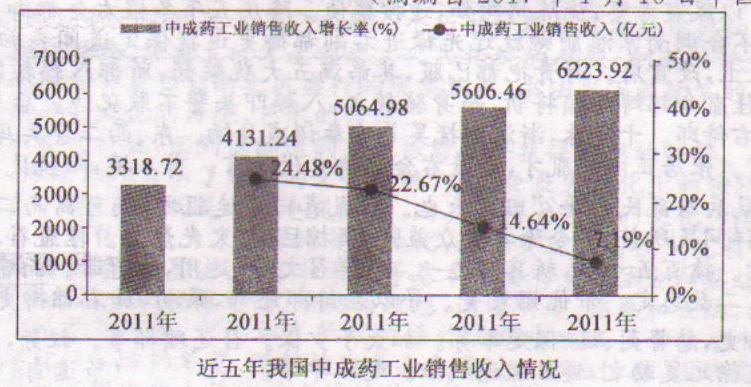 中成药工业销售收入增长率(%) 中成药工业销售收入(亿元)
7000 6000 5000 4000 3000 2000 1000 0
50% 40% 30% 20% 10% 0%
3318.72 4131.24 5064.98 5606.46 6223.92
24.48% 22.67% 14.64% 7.19%
2011年 2011年 2011年 2011年 2011年
近五年我国中成药工业销售收入情况